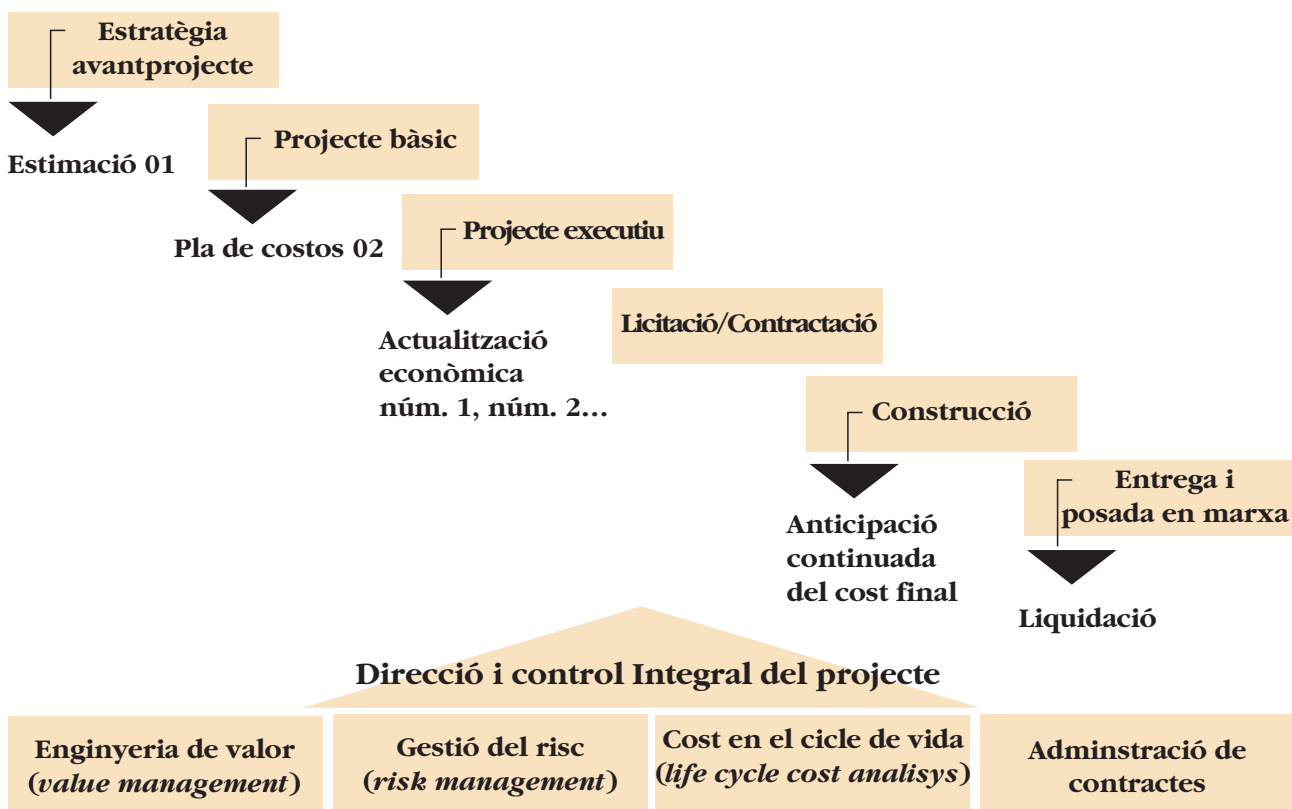 Estratègia
avantprojecte
Estimació 01
Projecte bàsic
Pla de costos 02
Projecte executiu
Actualització
econòmica
núm. 1, núm. 2…
Licitació/Contractació
Construcció
Anticipació
continuada
del cost final
Entrega i
posada en marxa
Liquidació
Direcció i control Integral del projecte
Enginyeria de valor
(value management)
Gestió del risc
(risk management)
Cost en el cicle de vida
(life cycle cost analisys)
Adminstració de
contractes